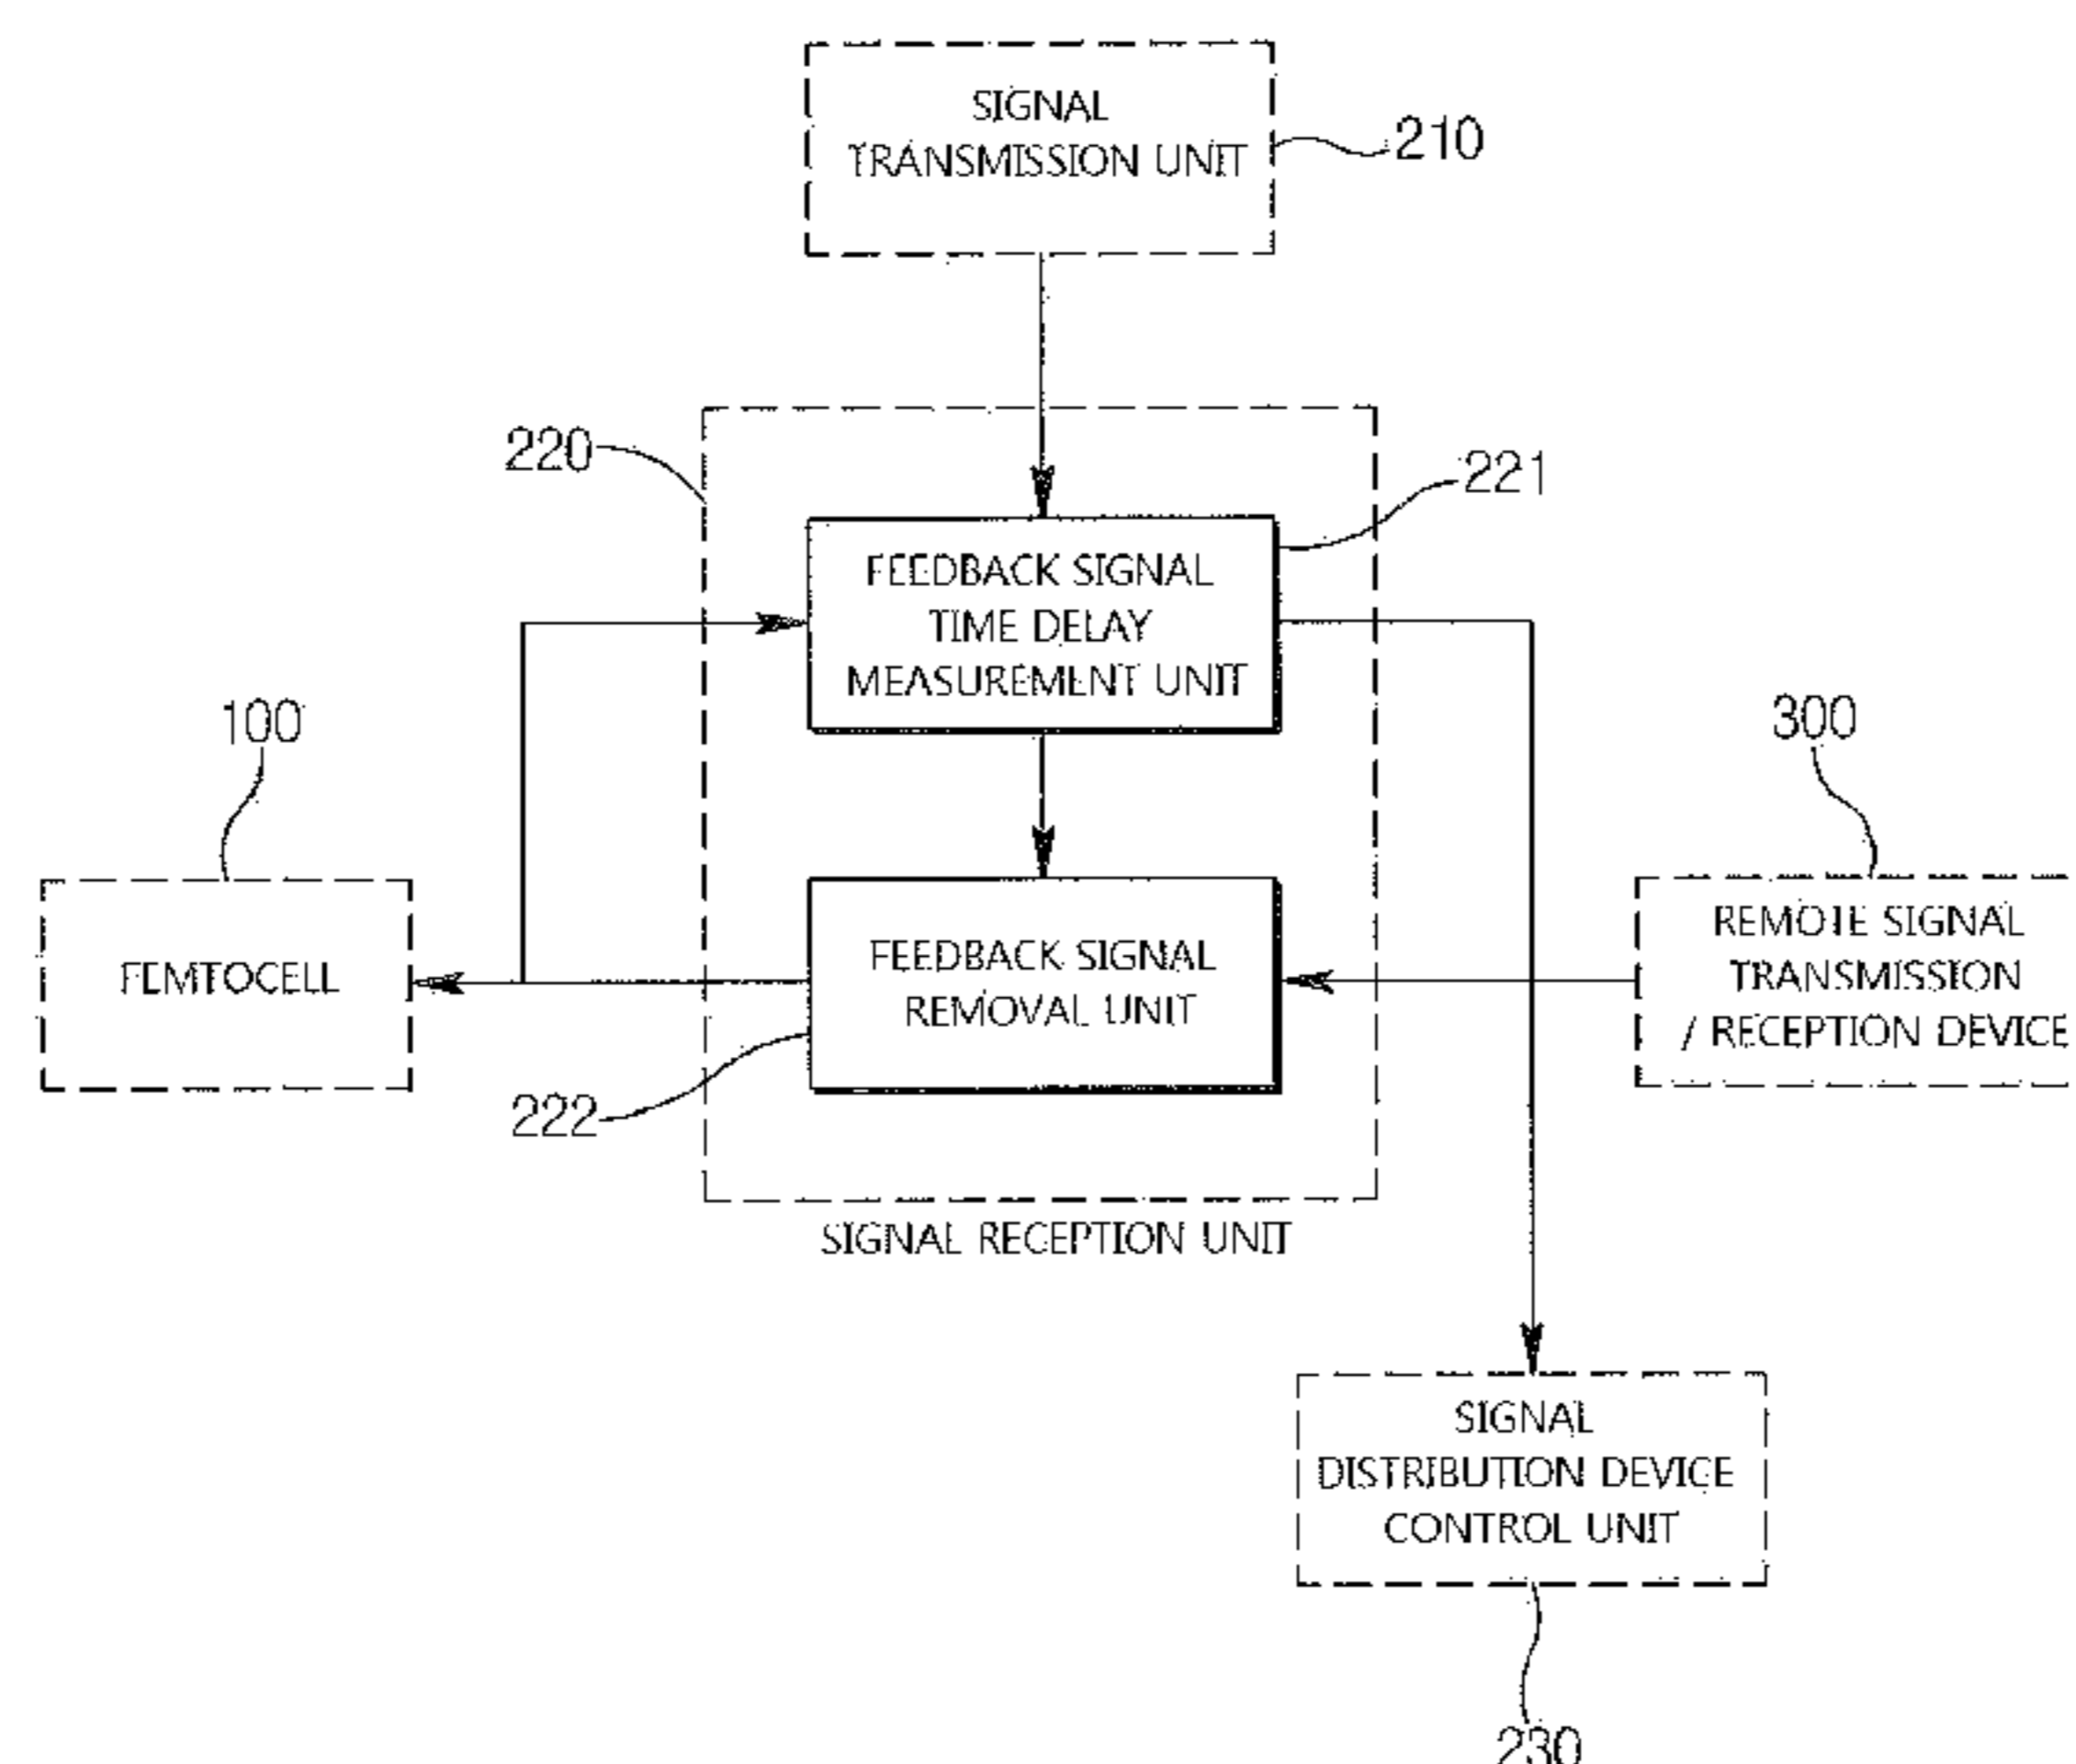 SIGNAL
TRANSMISSION UNIT
210
220
221
FEEDBACK SIGNAL
TIME DELAY
MEASUREMENT UNIT
100
300
FEMTOCELL
FEEDBACK SIGNAL
REMOVAL UNIT
REMOTE SIGNAL
TRANSMISSION
/ RECEPTION DEVICE
222
SIGNAL RECEPTION UNIT
SIGNAL
DISTRIBUTION DEVICE
CONTROL UNIT
230